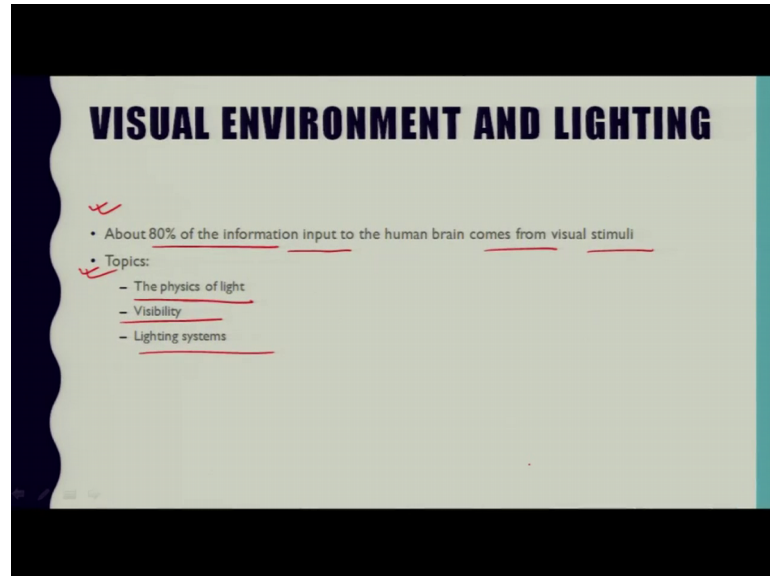 VISUAL ENVIRONMENT AND LIGHTING
• About 80% of the information input to the human brain comes from visual stimuli
• Topics:
– The physics of light
– Visibility
– Lighting systems